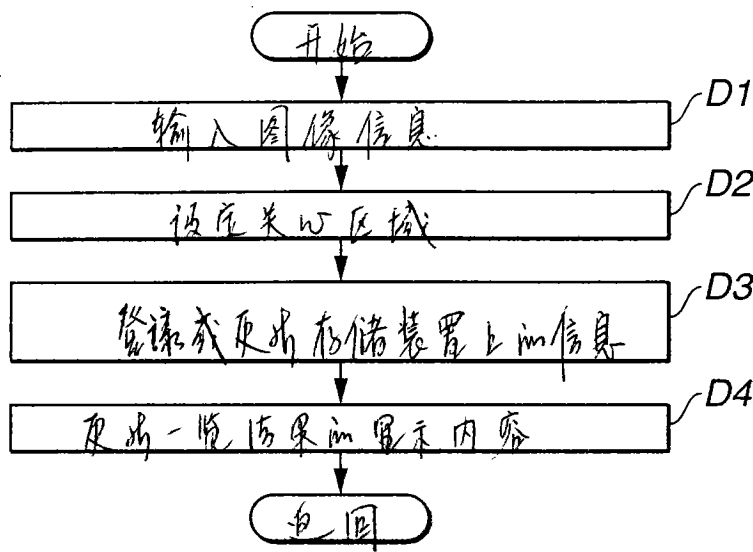 开始
输入图像信息 D1
设定关心区域 D2
登录或更新存储装置上的信息 D3
更新一览结果的显示内容 D4
返回